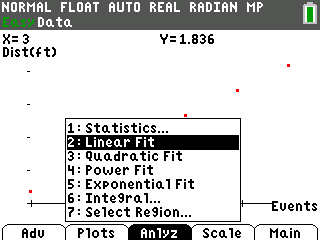 NORMAL FLOAT AUTO REAL RADIAN MP
EasyData
X=3 Y=1.836
Dist(ft)
1: Statistics...
2: Linear Fit
3: Quadratic Fit
4: Power Fit
5: Exponential Fit
6: Integral...
7: Select Region...
Events
Adv Plots Anlyz Scale Main